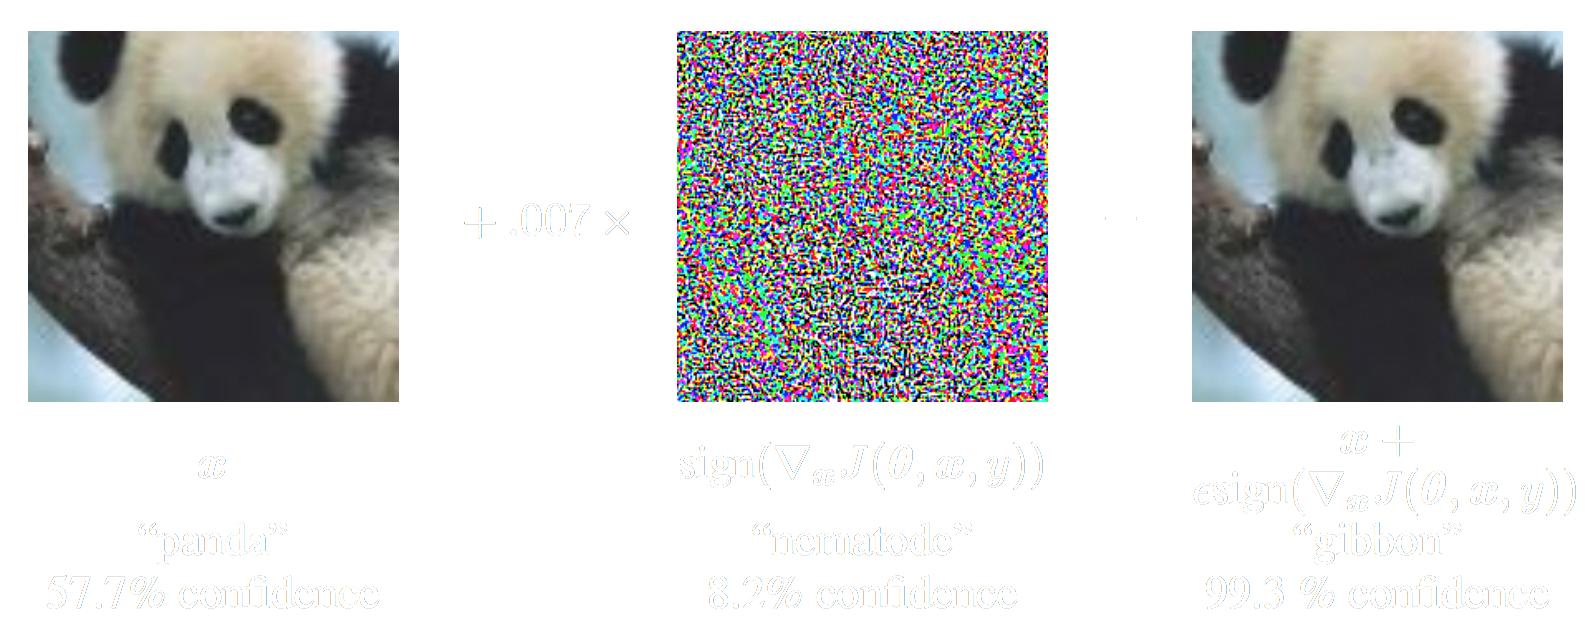 + .007 ×
=
x
“panda”
57.7% confidence
sign(∇ₓJ(θ, x, y))
“nematode”
8.2% confidence
x +
ϵsign(∇ₓJ(θ, x, y))
“gibbon”
99.3 % confidence